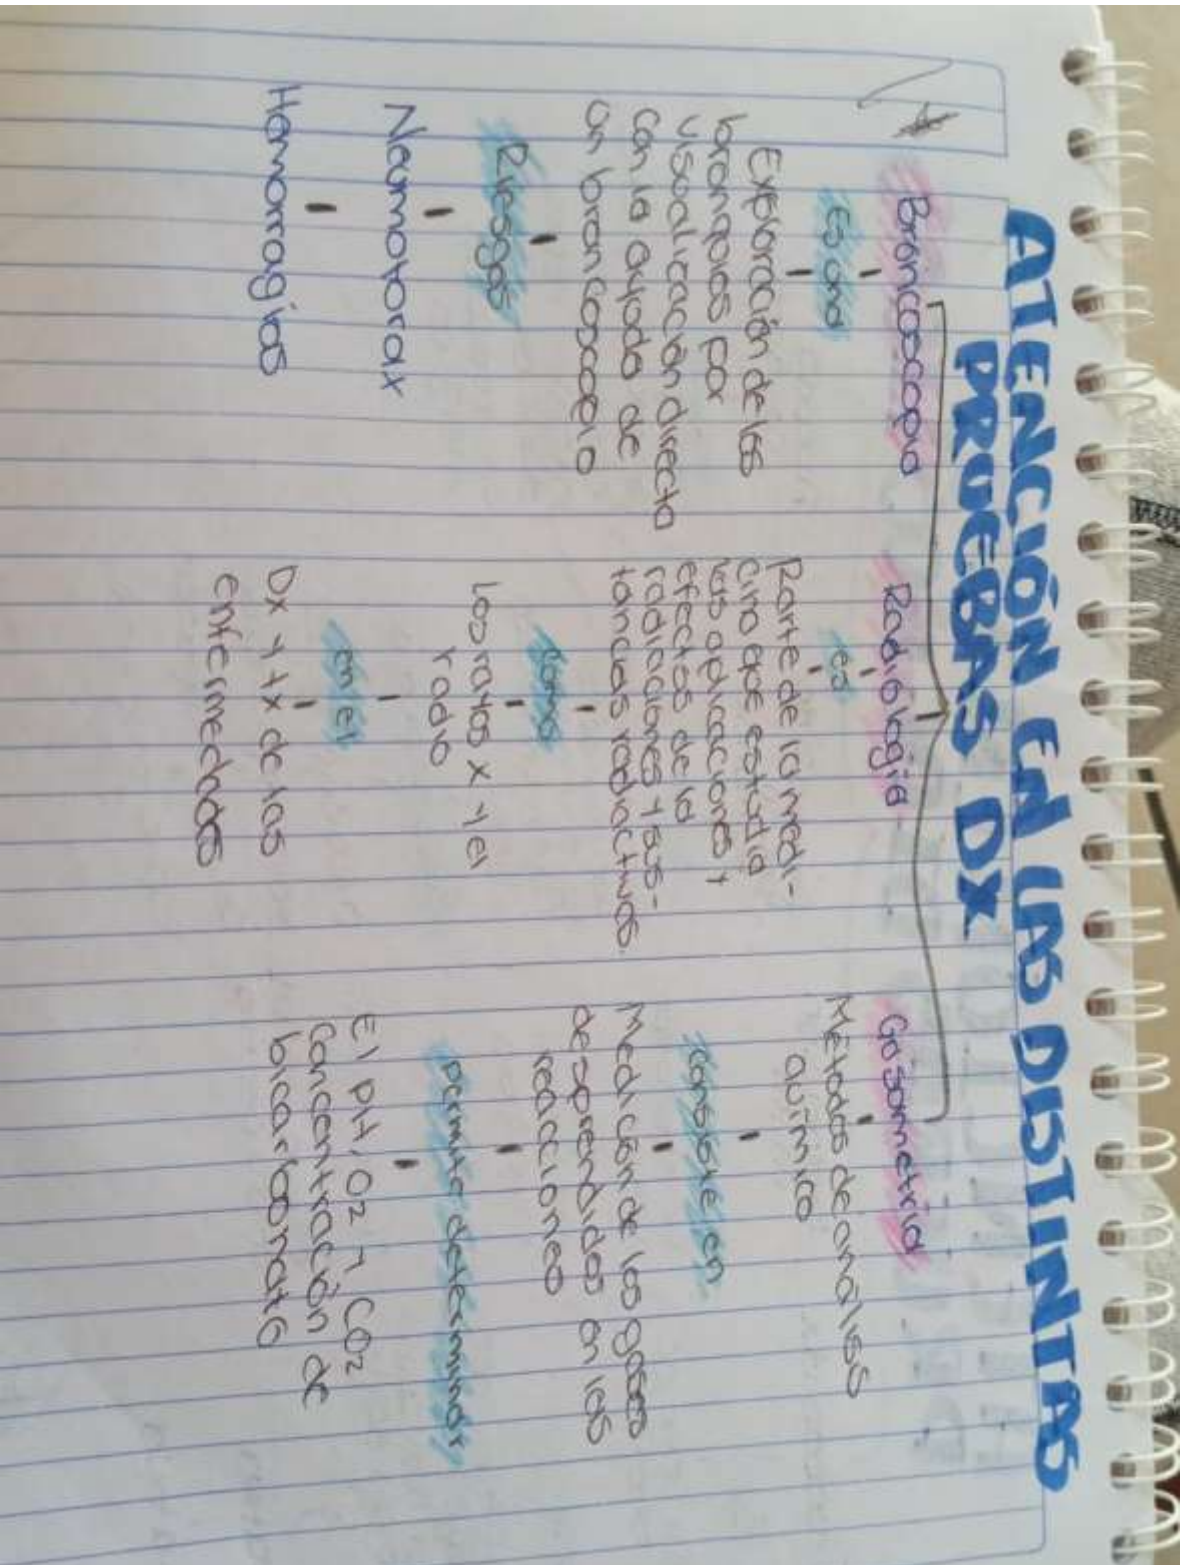 ATENCIÓN EN LAS DISTINTAS
PRUEBAS DX
Broncoscopia
Es una
Exploración de los
bronquios por
visualización directa
con la ayuda de
un broncoscopio
Riesgos
Neumotorax
Hemorragias
Radiología
es
Parte de la medi-
cina que estudia
las aplicaciones y
efectos de la
radiaciones y sus-
tancias radiactivas.
como
Los rayos x y el
radio
en el
Dx y tx de las
enfermedades
Gasometria
Métodos de analisis
químico
consiste en
Medición de los gases
desprendidos en las
reacciones
permite determinar
El pH, O2 y CO2
Concentración de
bicarbonato